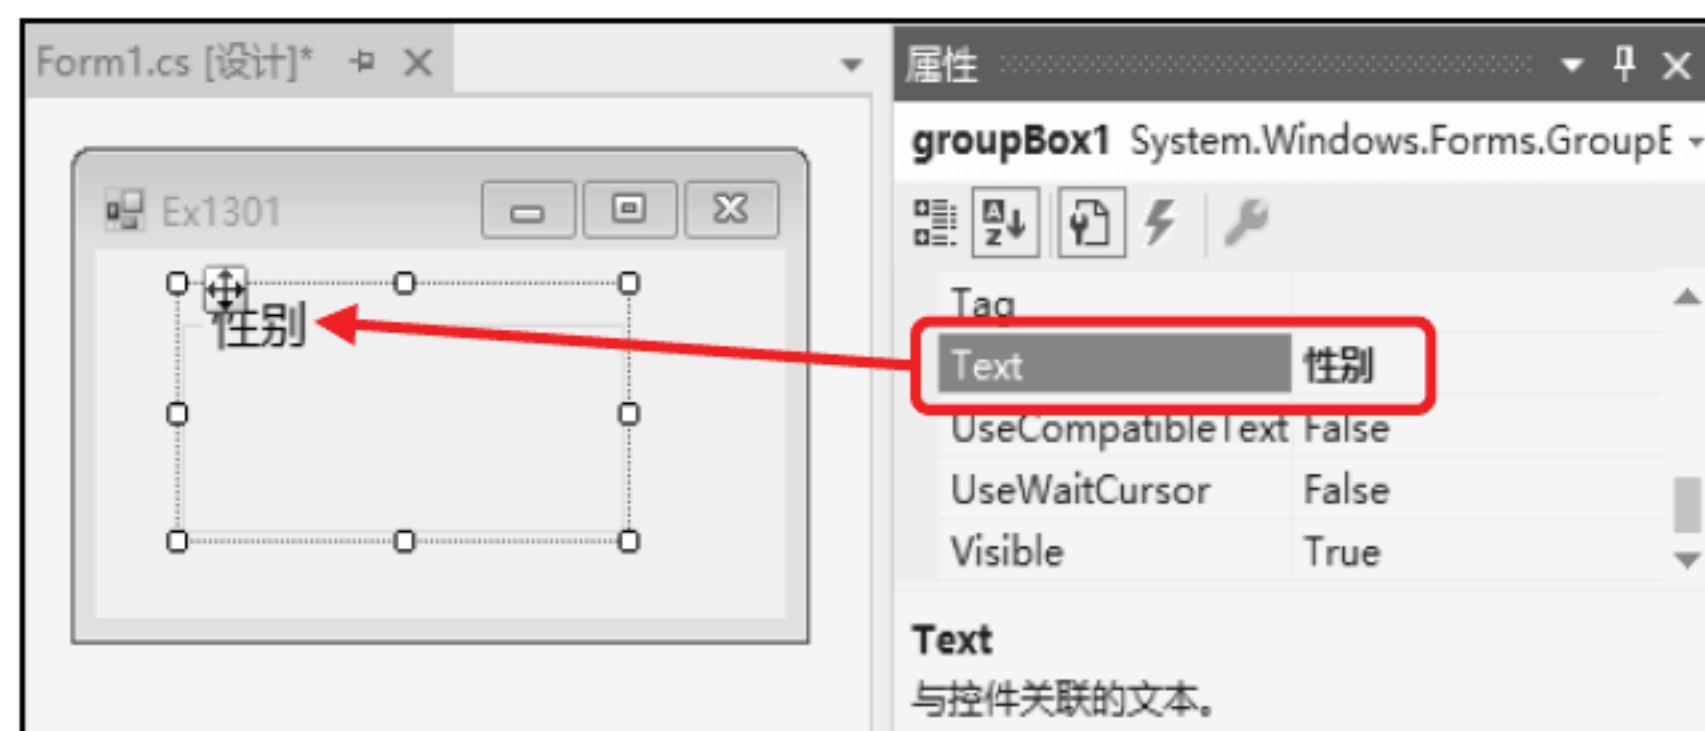 Form1.cs [设计]*
Ex1301
性别
属性
groupBox1 System.Windows.Forms.GroupE
Tag
Text 性别
UseCompatibleText False
UseWaitCursor False
Visible True
Text
与控件关联的文本。